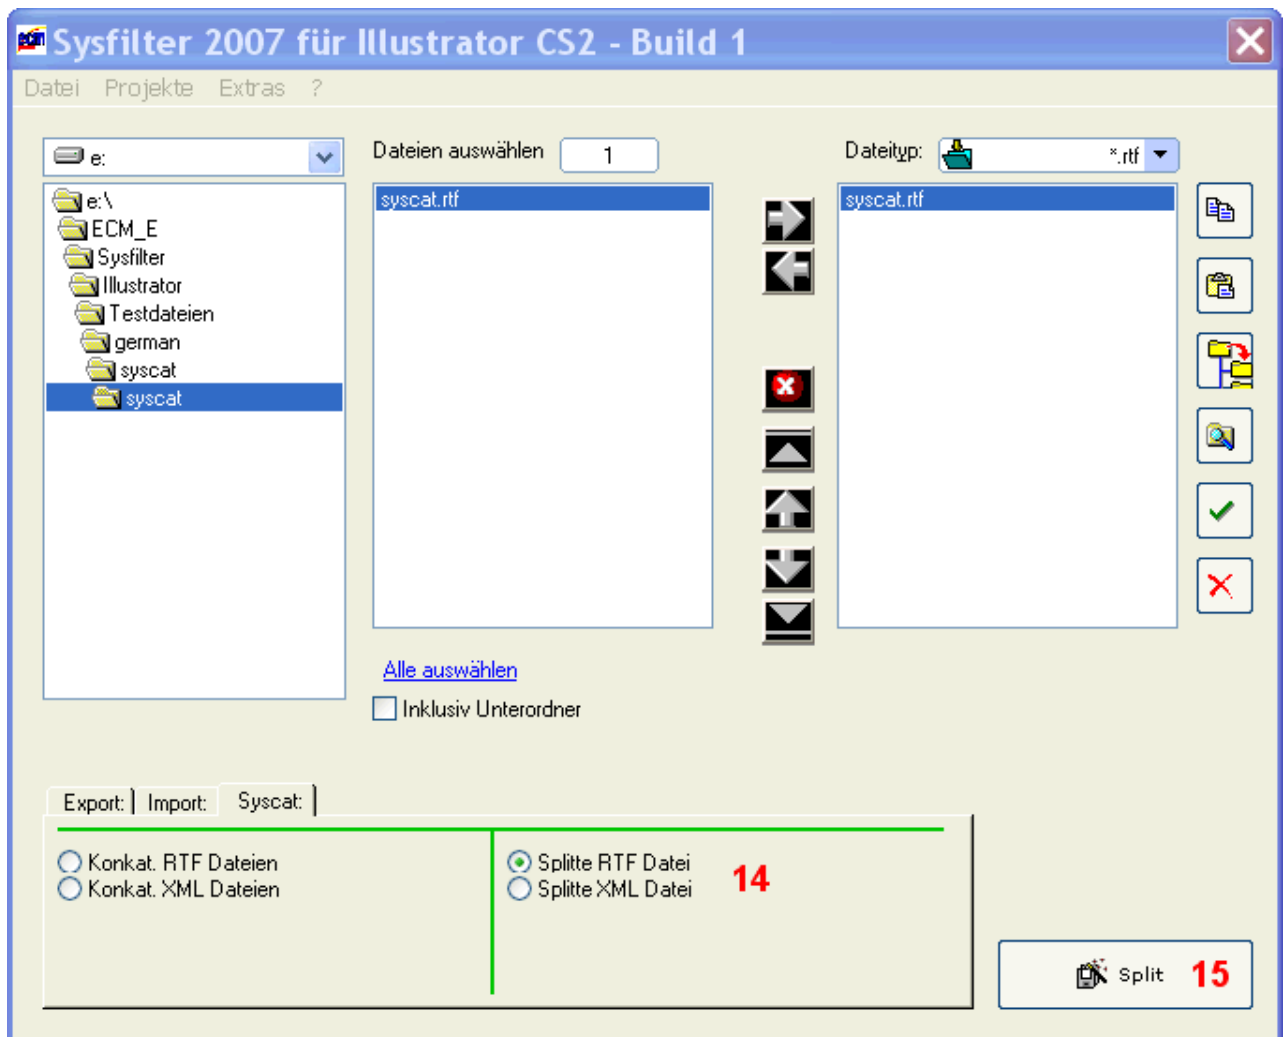 ecm Sysfilter 2007 für Illustrator CS2 - Build 1
Datei Projekte Extras ?
e:
Dateien auswählen 1
Dateityp: *.rtf
e:\
ECM_E
Sysfilter
Illustrator
Testdateien
german
syscat
syscat
syscat.rtf
syscat.rtf
Alle auswählen
Inklusiv Unterordner
Export: Import: Syscat:
Konkat. RTF Dateien
Konkat. XML Dateien
Splitte RTF Datei
Splitte XML Datei
14
Split 15